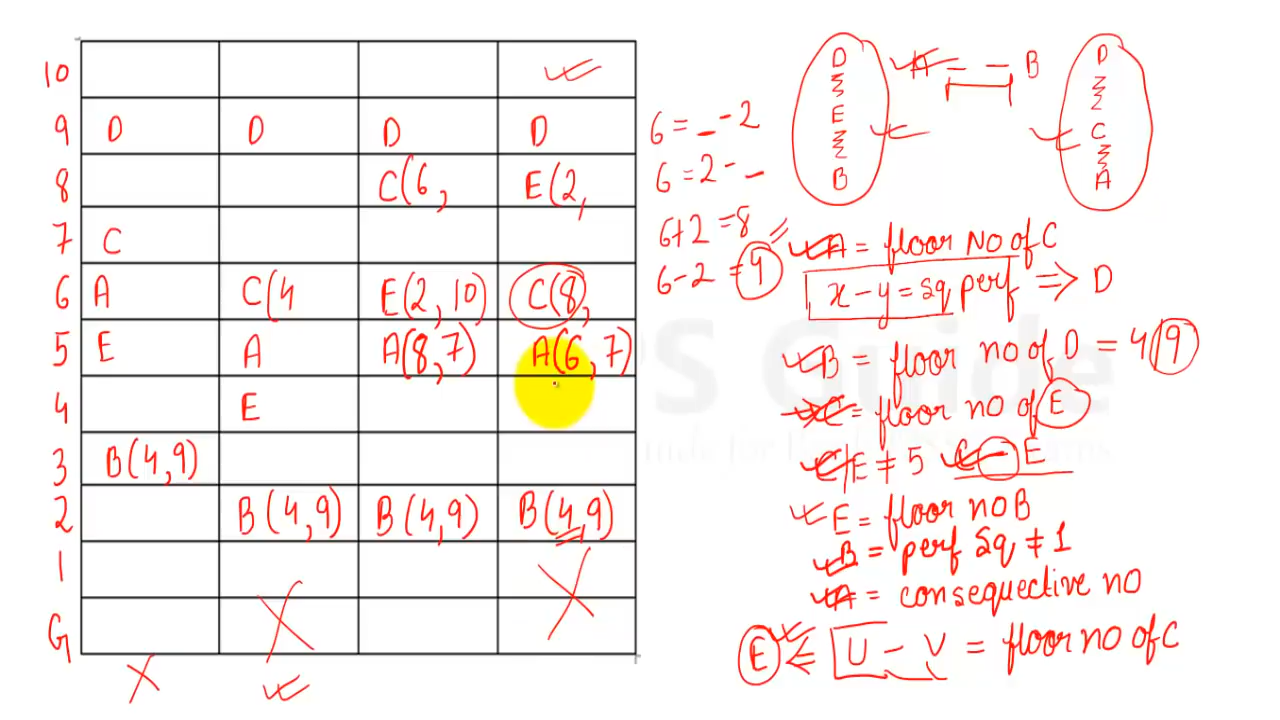 10
9 D D D D
8 C(6, E(2,
7 C
6 A C(4 E(2, 10) C(8,
5 E A A(8,7) A(6,7)
4 E
3 B(4,9)
2 B(4,9) B(4,9) B(4,9)
1
G
6 = _ - 2
6 = 2 - _
6+2 = 8
6-2 = 4
D
E
B
A _ _ B
D
C
A
A = floor No of C
x - y = sq perf ⇒ D
B = floor no of D = 4/9
C = floor no of E
C/E ≠ 5 C - E
E = floor no B
B = perf Sq ≠ 1
A = consequective no
E U - V = floor no of C